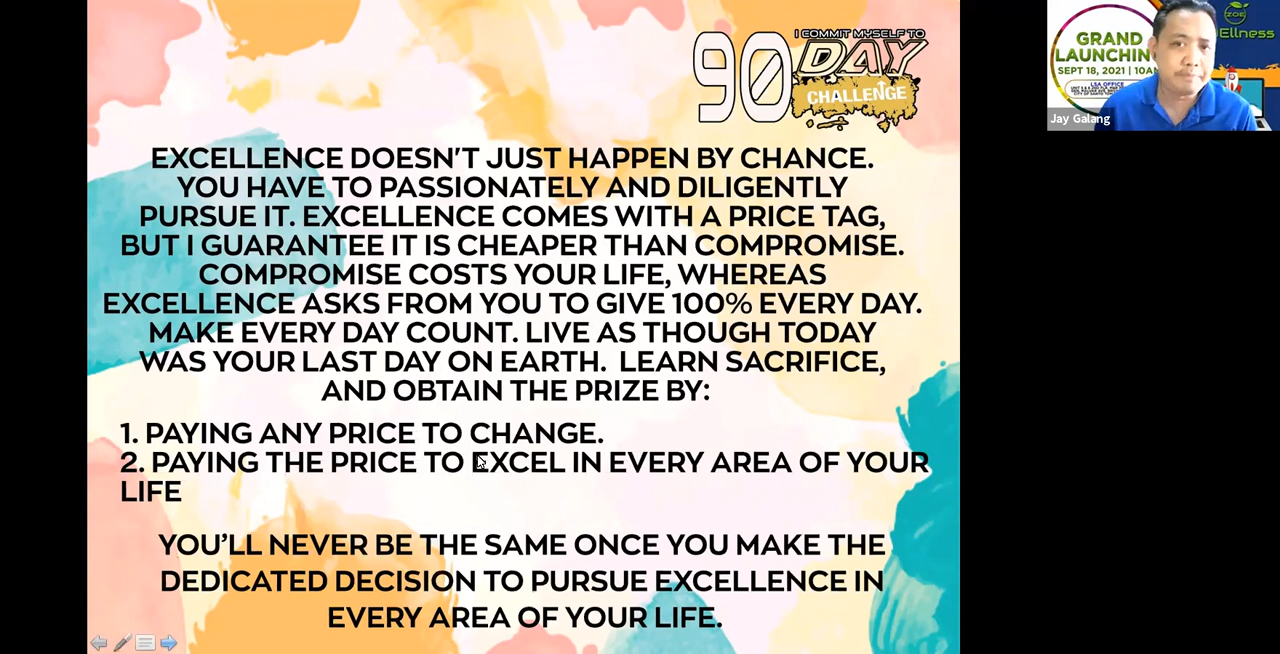 I COMMIT MYSELF TO
90 DAY
CHALLENGE
EXCELLENCE DOESN'T JUST HAPPEN BY CHANCE.
YOU HAVE TO PASSIONATELY AND DILIGENTLY
PURSUE IT. EXCELLENCE COMES WITH A PRICE TAG,
BUT I GUARANTEE IT IS CHEAPER THAN COMPROMISE.
COMPROMISE COSTS YOUR LIFE, WHEREAS
EXCELLENCE ASKS FROM YOU TO GIVE 100% EVERY DAY.
MAKE EVERY DAY COUNT. LIVE AS THOUGH TODAY
WAS YOUR LAST DAY ON EARTH. LEARN SACRIFICE,
AND OBTAIN THE PRIZE BY:
1. PAYING ANY PRICE TO CHANGE.
2. PAYING THE PRICE TO EXCEL IN EVERY AREA OF YOUR
LIFE
YOU'LL NEVER BE THE SAME ONCE YOU MAKE THE
DEDICATED DECISION TO PURSUE EXCELLENCE IN
EVERY AREA OF YOUR LIFE.
GRAND
LAUNCHIN
SEPT 18, 2021 | 10A
LSA OFFICE
ZOE
Ellness
Jay Galang